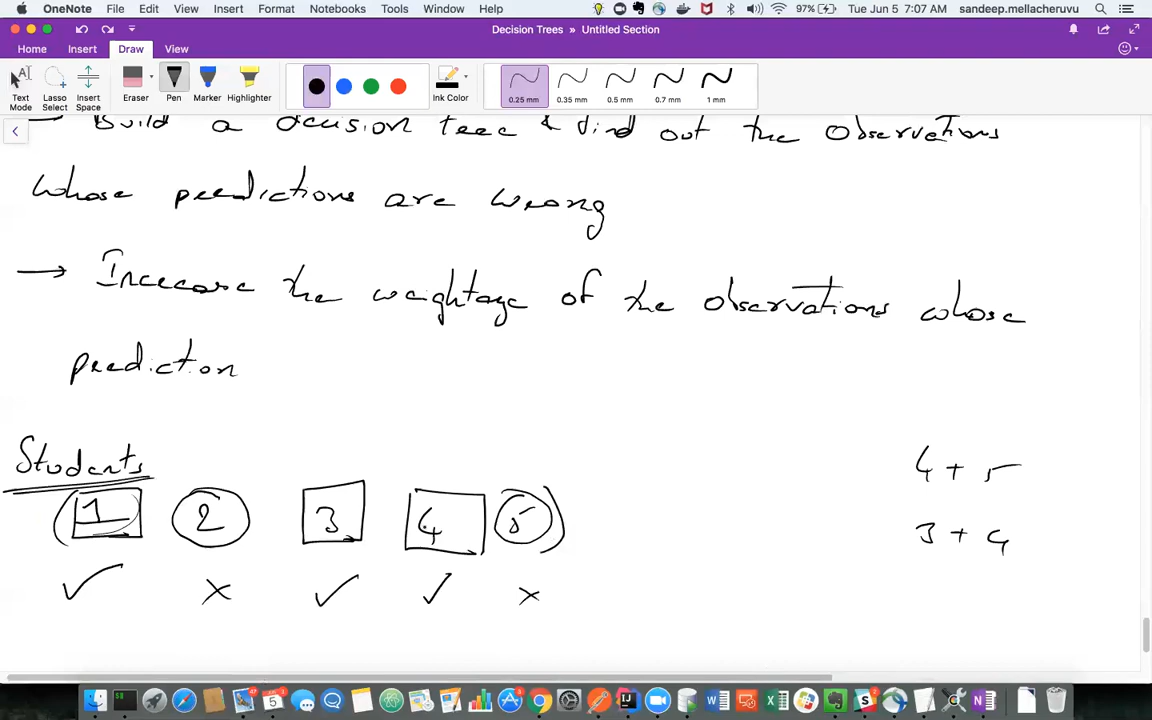 OneNote File Edit View Insert Format Notebooks Tools Window Help 97% Tue Jun 5 7:07 AM sandeep.mellacheruvu
Decision Trees » Untitled Section
Home Insert Draw View
Text Mode Lasso Select Insert Space Eraser Pen Marker Highlighter Ink Color 0.25 mm 0.35 mm 0.5 mm 0.7 mm 1 mm
→ Build a decision tree & find out the observations
whose predictions are wrong
→ Increase the weightage of the observations whose
prediction
Students
(1 2 3 4 5)
✓ x ✓ ✓ x
4 + 5
3 + 4